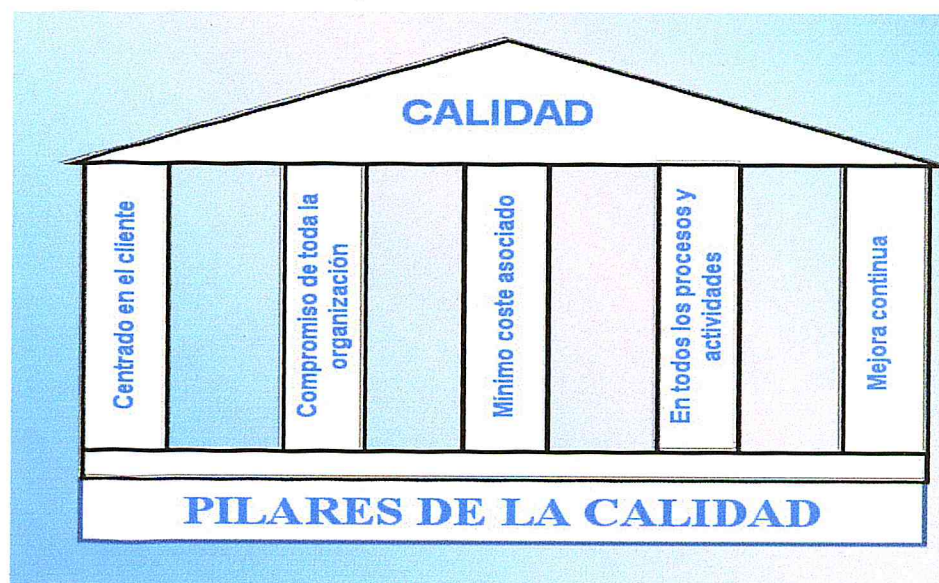 CALIDAD
Centrado en el cliente
Compromiso de toda la
organización
Mínimo coste asociado
En todos los procesos y
actividades
Mejora continua
PILARES DE LA CALIDAD